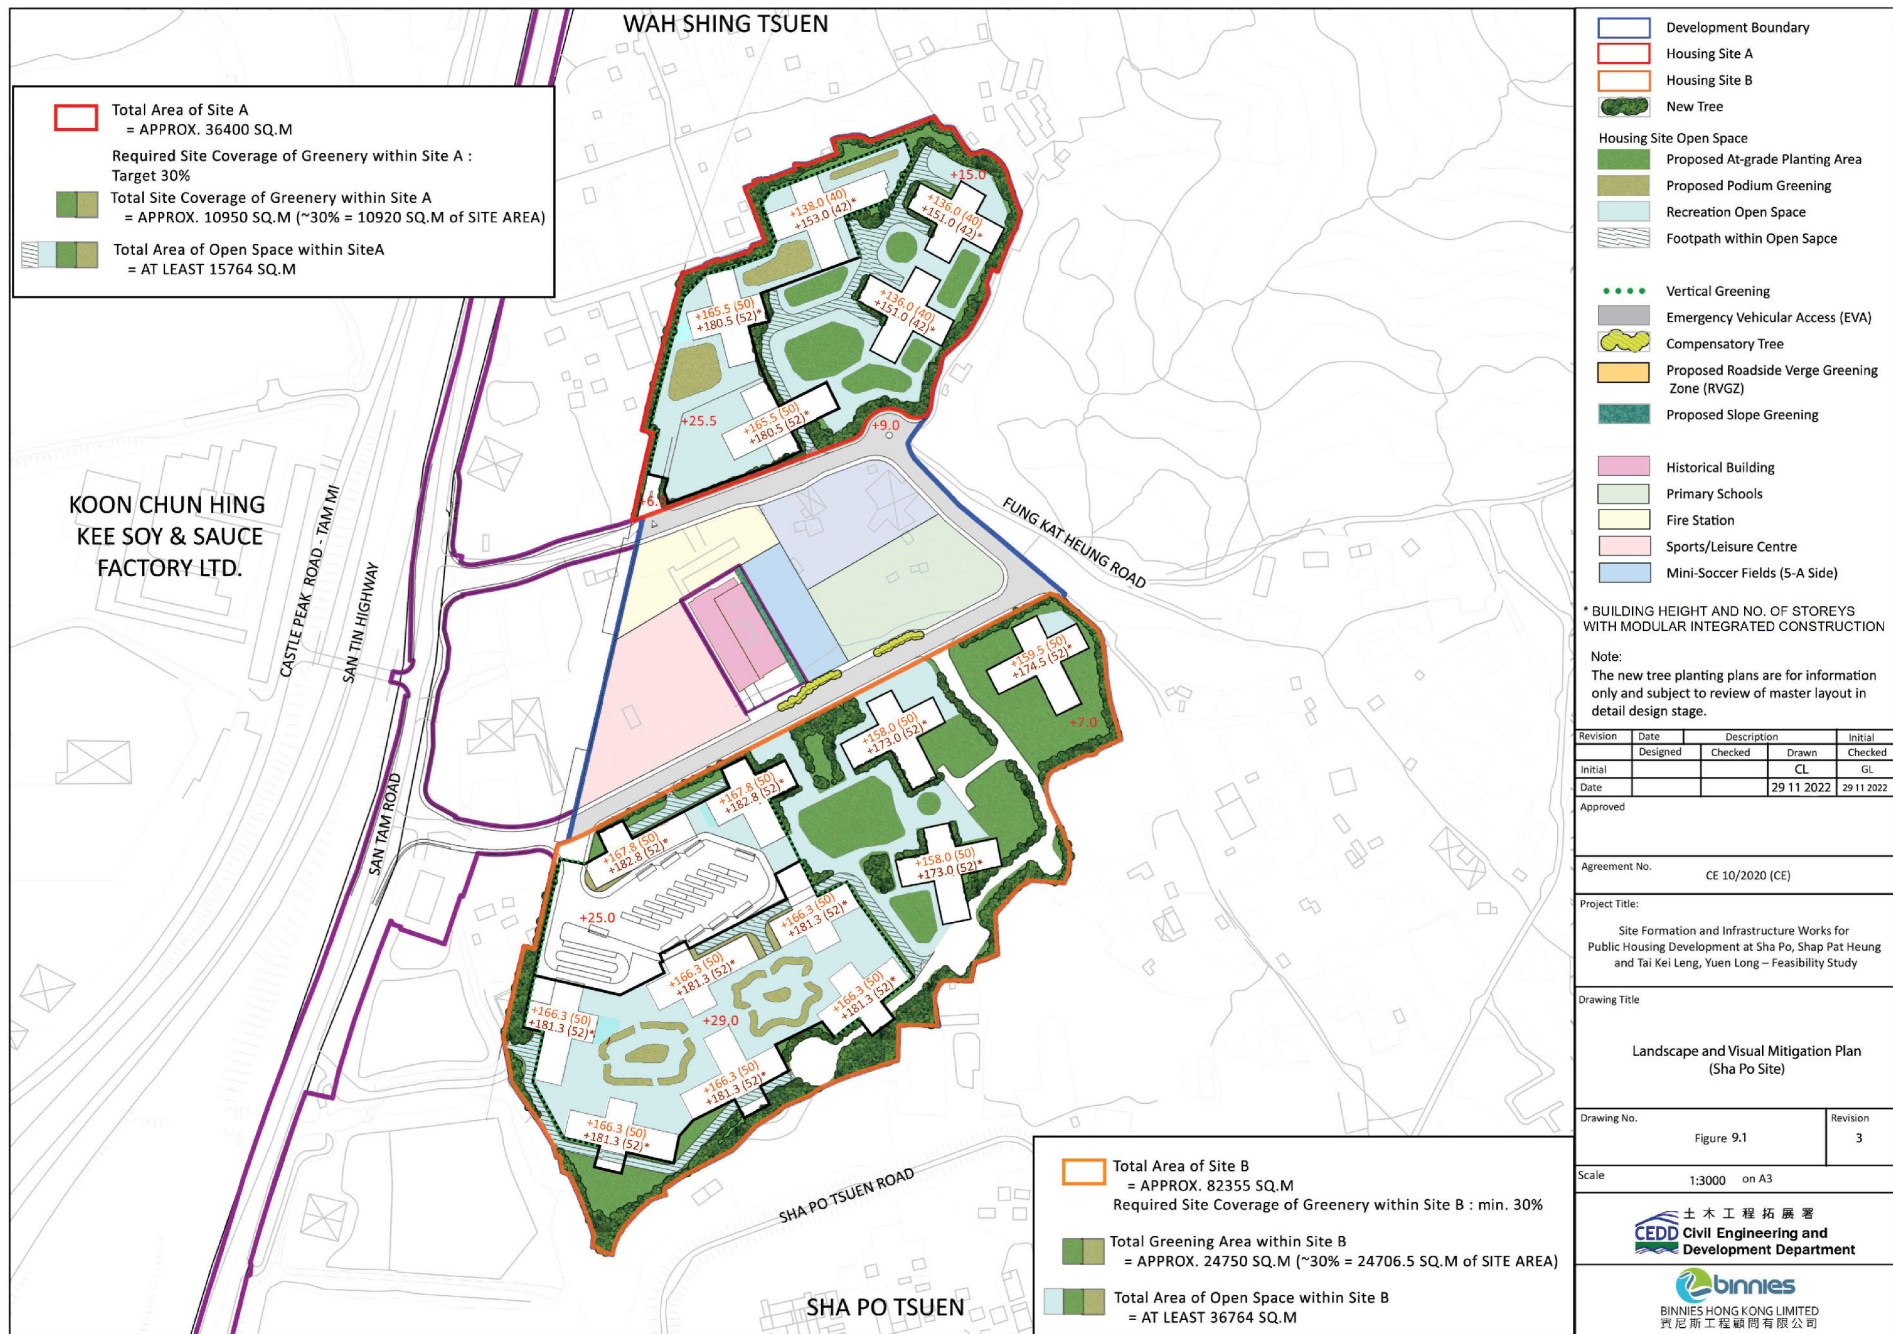 WAH SHING TSUEN
Total Area of Site A
= APPROX. 36400 SQ.M
Required Site Coverage of Greenery within Site A :
Target 30%
Total Site Coverage of Greenery within Site A
= APPROX. 10950 SQ.M (~30% = 10920 SQ.M of SITE AREA)
Total Area of Open Space within SiteA
= AT LEAST 15764 SQ.M
+15.0
+138.0 (40)
+153.0 (42)*
+136.0 (40)
+151.0 (42)*
+136.0 (40)
+151.0 (42)*
+165.5 (50)
+180.5 (52)*
+25.5
+165.5 (50)
+180.5 (52)*
+9.0
KOON CHUN HING
KEE SOY & SAUCE
FACTORY LTD.
CASTLE PEAK ROAD - TAM MI
SAN TIN HIGHWAY
SAN TAM ROAD
FUNG KAT HEUNG ROAD
+159.5 (50)
+174.5 (52)*
+7.0
+158.0 (50)
+173.0 (52)*
+167.8 (50)
+182.8 (52)*
+167.8 (50)
+182.8 (52)*
+158.0 (50)
+173.0 (52)*
+25.0
+166.3 (50)
+181.3 (52)*
+166.3 (50)
+181.3 (52)*
+166.3 (50)
+181.3 (52)*
+166.3 (50)
+181.3 (52)*
+29.0
+166.3 (50)
+181.3 (52)*
+166.3 (50)
+181.3 (52)*
SHA PO TSUEN ROAD
SHA PO TSUEN
Total Area of Site B
= APPROX. 82355 SQ.M
Required Site Coverage of Greenery within Site B : min. 30%
Total Greening Area within Site B
= APPROX. 24750 SQ.M (~30% = 24706.5 SQ.M of SITE AREA)
Total Area of Open Space within Site B
= AT LEAST 36764 SQ.M
Development Boundary
Housing Site A
Housing Site B
New Tree
Housing Site Open Space
Proposed At-grade Planting Area
Proposed Podium Greening
Recreation Open Space
Footpath within Open Sapce
Vertical Greening
Emergency Vehicular Access (EVA)
Compensatory Tree
Proposed Roadside Verge Greening
Zone (RVGZ)
Proposed Slope Greening
Historical Building
Primary Schools
Fire Station
Sports/Leisure Centre
Mini-Soccer Fields (5-A Side)
* BUILDING HEIGHT AND NO. OF STOREYS
WITH MODULAR INTEGRATED CONSTRUCTION
Note:
The new tree planting plans are for information
only and subject to review of master layout in
detail design stage.
Revision Date Description Initial
Designed Checked Drawn Checked
Initial CL GL
Date 29 11 2022 29 11 2022
Approved
Agreement No.
CE 10/2020 (CE)
Project Title:
Site Formation and Infrastructure Works for
Public Housing Development at Sha Po, Shap Pat Heung
and Tai Kei Leng, Yuen Long – Feasibility Study
Drawing Title
Landscape and Visual Mitigation Plan
(Sha Po Site)
Drawing No. Revision
Figure 9.1 3
Scale 1:3000 on A3
土木工程拓展署
CEDD Civil Engineering and
Development Department
binnies
BINNIES HONG KONG LIMITED
賓尼斯工程顧問有限公司